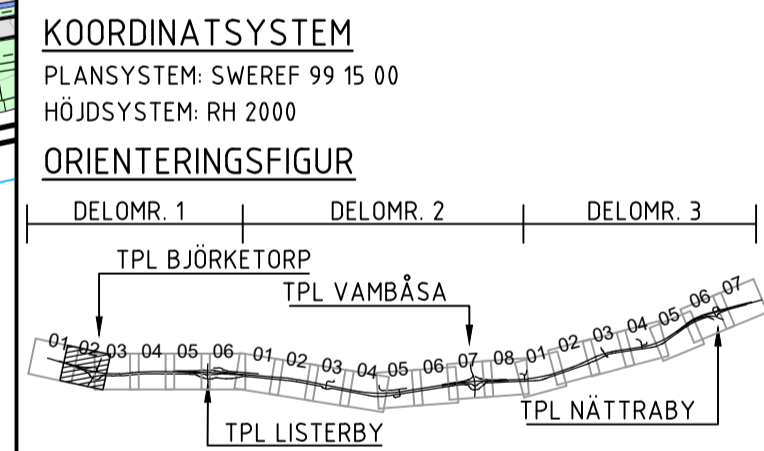 KOORDINATSYSTEM
PLANSYSTEM: SWEREF 99 15 00
HÖJDSYSTEM: RH 2000
ORIENTERINGSFIGUR
DELOMR. 1 DELOMR. 2 DELOMR. 3
TPL BJÖRKETORP
TPL VAMBÅSA
01 02 03 04 05 06 01 02 03 04 05 06 07 08 01 02 03 04 05 06 07
TPL NÄTTRABY
TPL LISTERBY